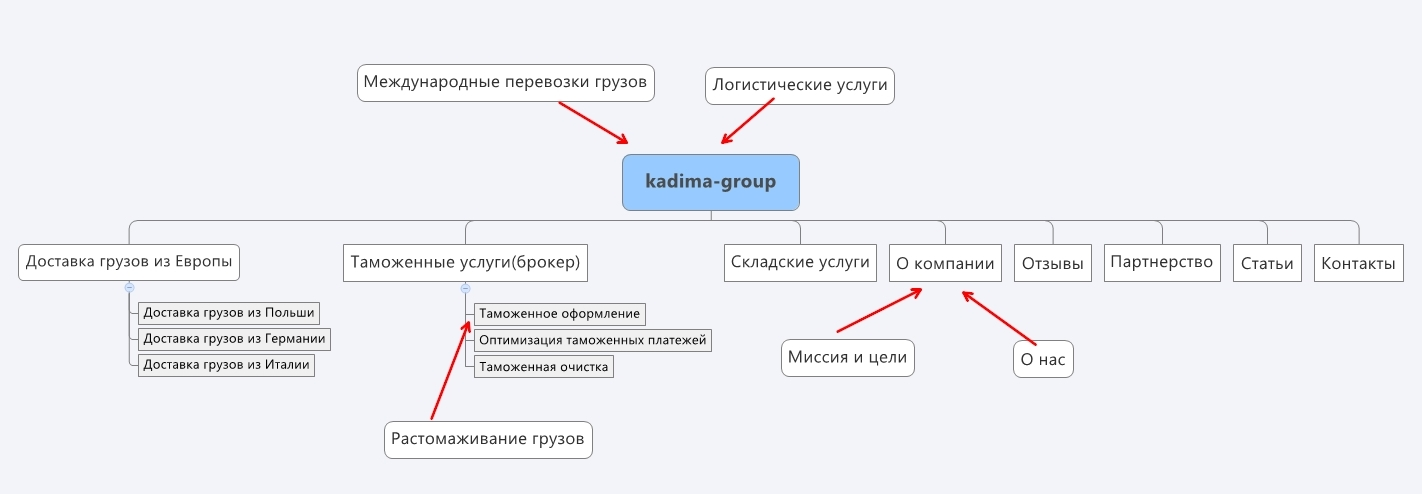 Международные перевозки грузов
Логистические услуги
kadima-group
Доставка грузов из Европы
Таможенные услуги(брокер)
Складские услуги
О компании
Отзывы
Партнерство
Статьи
Контакты
Доставка грузов из Польши
Доставка грузов из Германии
Доставка грузов из Италии
Таможенное оформление
Оптимизация таможенных платежей
Таможенная очистка
Миссия и цели
О нас
Растомаживание грузов